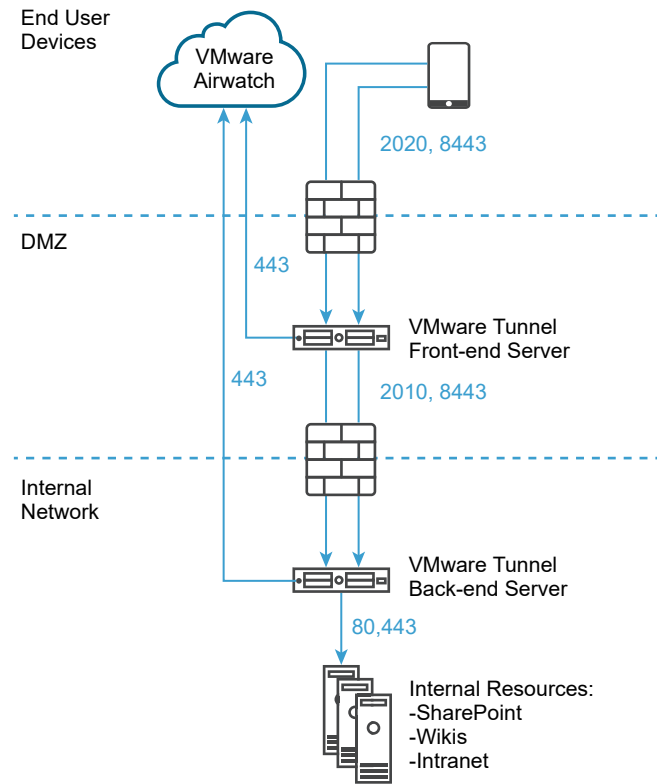 End User
Devices
VMware
Airwatch
2020, 8443
DMZ
443
VMware Tunnel
Front-end Server
443
2010, 8443
Internal
Network
VMware Tunnel
Back-end Server
80,443
Internal Resources:
-SharePoint
-Wikis
-Intranet